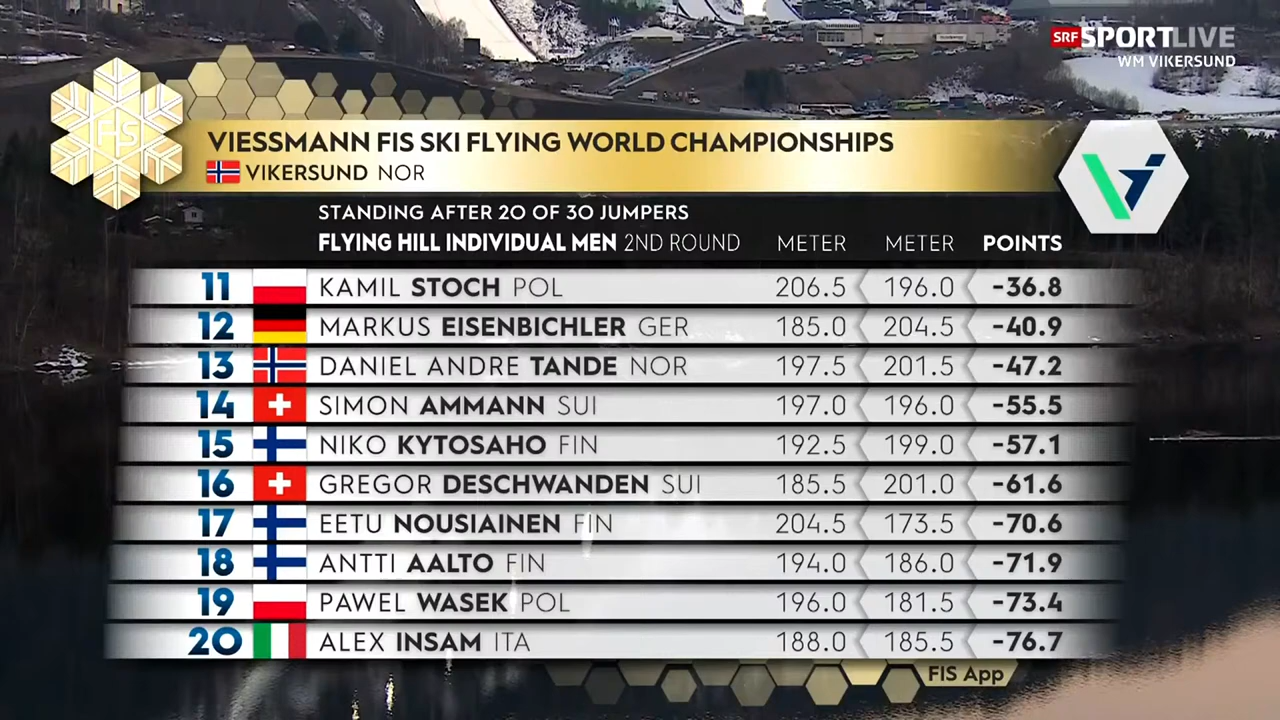 SRF SPORTLIVE
WM VIKERSUND
FIS
VIESSMANN FIS SKI FLYING WORLD CHAMPIONSHIPS
VIKERSUND NOR
STANDING AFTER 20 OF 30 JUMPERS
FLYING HILL INDIVIDUAL MEN 2ND ROUND METER METER POINTS
11 KAMIL STOCH POL 206.5 196.0 -36.8
12 MARKUS EISENBICHLER GER 185.0 204.5 -40.9
13 DANIEL ANDRE TANDE NOR 197.5 201.5 -47.2
14 SIMON AMMANN SUI 197.0 196.0 -55.5
15 NIKO KYTOSAHO FIN 192.5 199.0 -57.1
16 GREGOR DESCHWANDEN SUI 185.5 201.0 -61.6
17 EETU NOUSIAINEN FIN 204.5 173.5 -70.6
18 ANTTI AALTO FIN 194.0 186.0 -71.9
19 PAWEL WASEK POL 196.0 181.5 -73.4
20 ALEX INSAM ITA 188.0 185.5 -76.7
FIS App